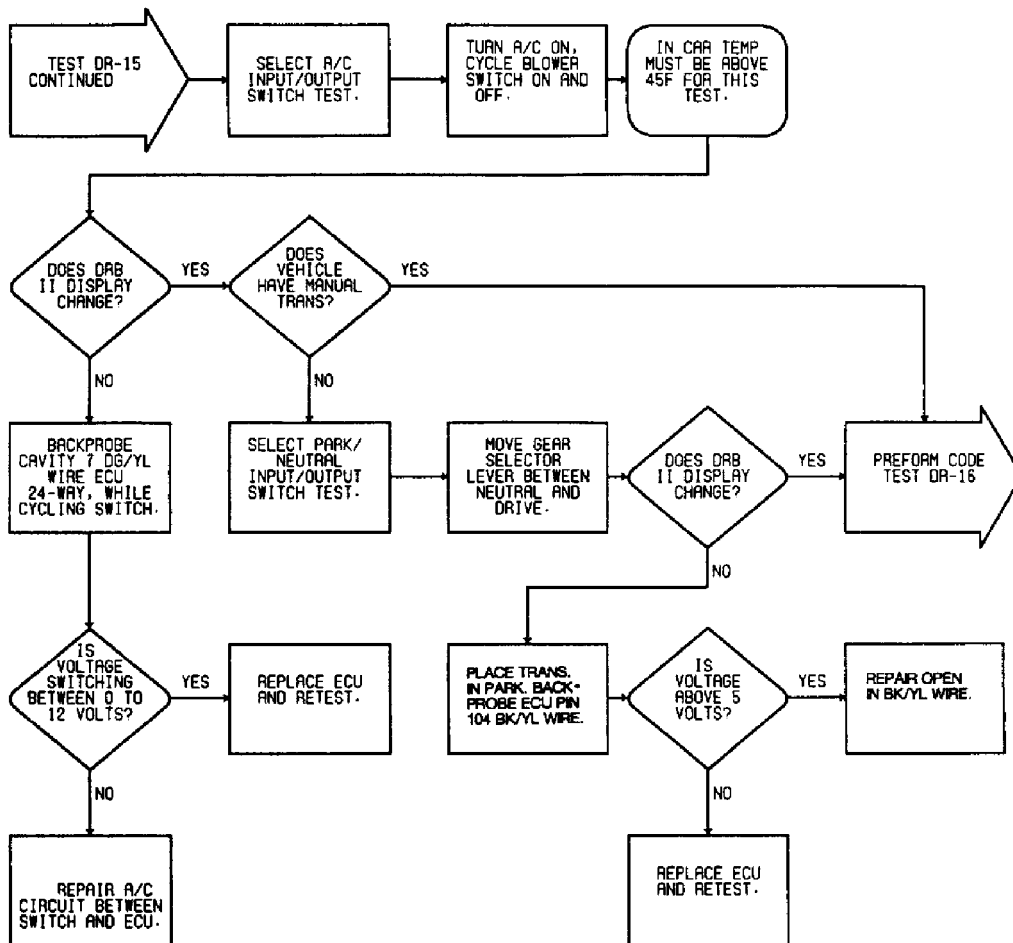 TEST DR-15
CONTINUED
SELECT A/C
INPUT/OUTPUT
SWITCH TEST.
TURN A/C ON,
CYCLE BLOWER
SWITCH ON AND
OFF.
IN CAR TEMP
MUST BE ABOVE
45F FOR THIS
TEST.
DOES DRB
II DISPLAY
CHANGE?
YES
DOES
VEHICLE
HAVE MANUAL
TRANS?
YES
NO
NO
BACKPROBE
CAVITY 7 DG/YL
WIRE ECU
24-WAY, WHILE
CYCLING SWITCH.
SELECT PARK/
NEUTRAL
INPUT/OUTPUT
SWITCH TEST.
MOVE GEAR
SELECTOR
LEVER BETWEEN
NEUTRAL AND
DRIVE.
DOES DRB
II DISPLAY
CHANGE?
YES
PREFORM CODE
TEST DR-16
NO
IS
VOLTAGE
SWITCHING
BETWEEN 0 TO
12 VOLTS?
YES
REPLACE ECU
AND RETEST.
PLACE TRANS.
IN PARK. BACK-
PROBE ECU PIN
104 BK/YL WIRE.
IS
VOLTAGE
ABOVE 5
VOLTS?
YES
REPAIR OPEN
IN BK/YL WIRE.
NO
NO
REPAIR A/C
CIRCUIT BETWEEN
SWITCH AND ECU.
REPLACE ECU
AND RETEST.